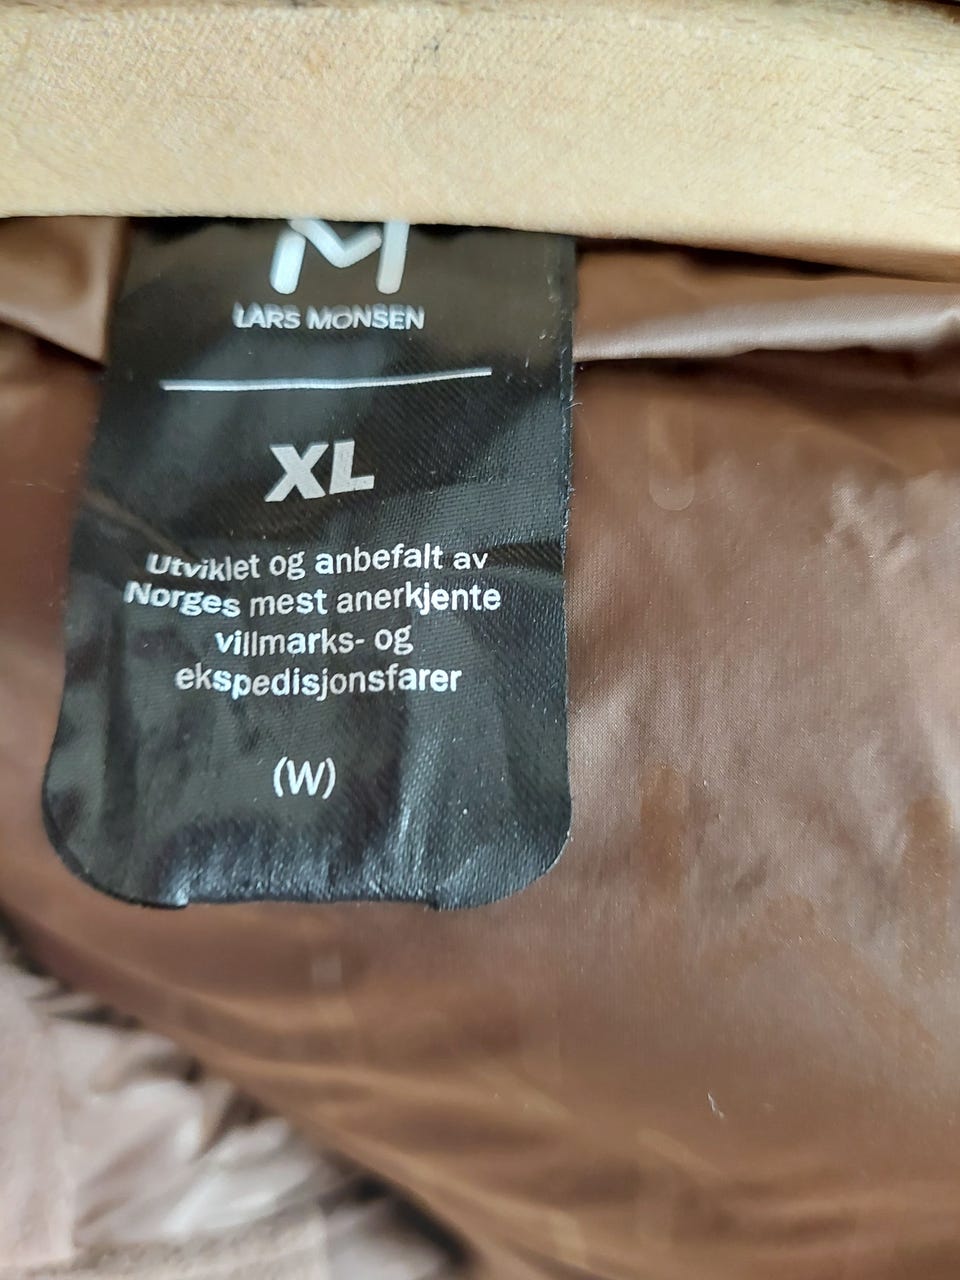 M
LARS MONSEN
XL
Utviklet og anbefalt av
Norges mest anerkjente
villmarks- og
ekspedisjonsfarer
(W)